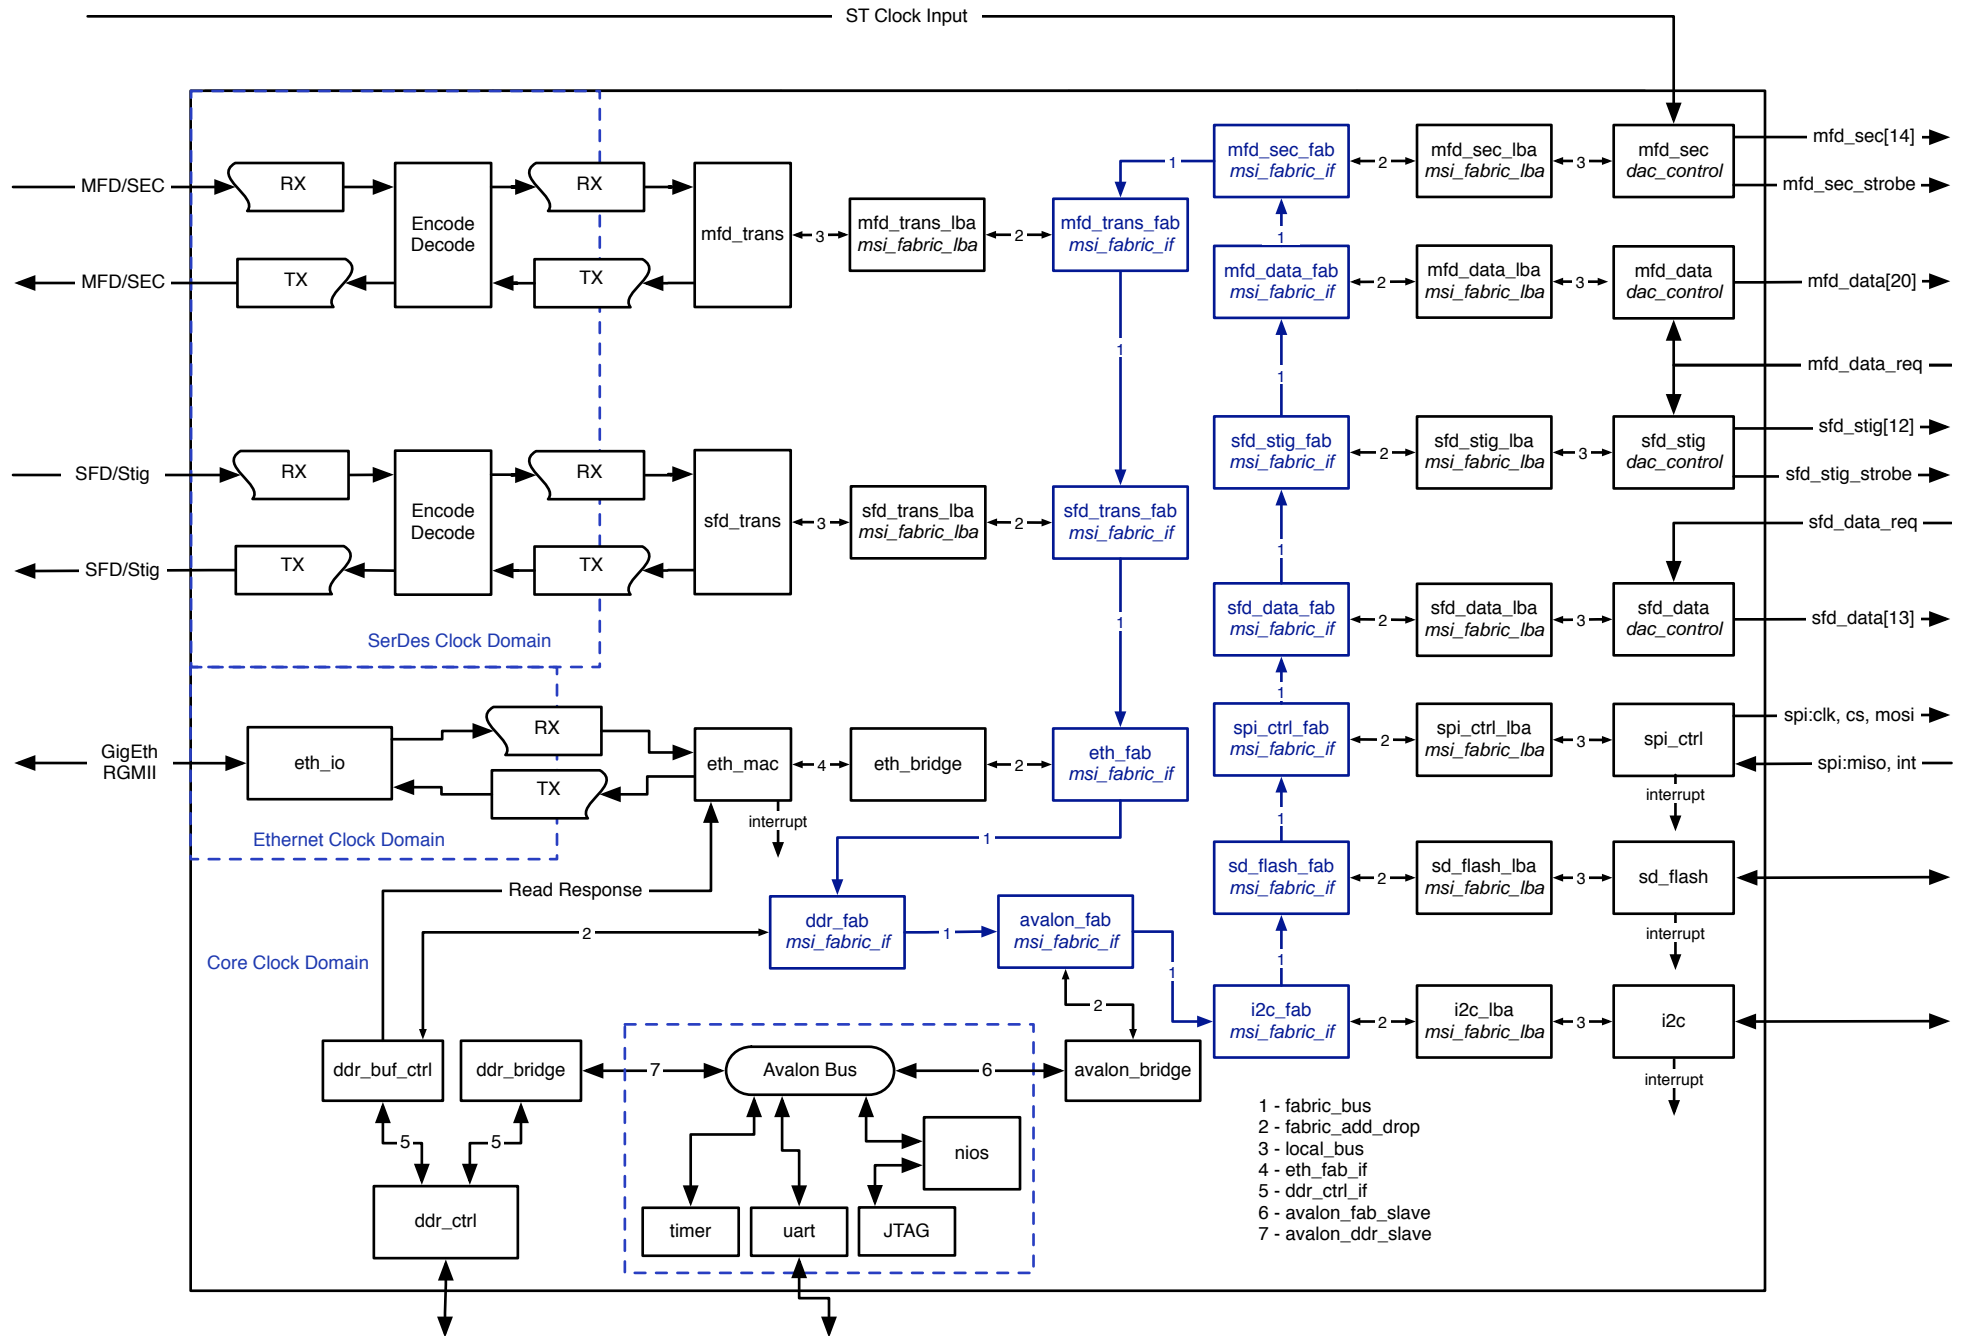 ST Clock Input
MFD/SEC
RX
Encode
Decode
RX
mfd_trans
3
mfd_trans_lba
msi_fabric_lba
2
mfd_trans_fab
msi_fabric_if
1
mfd_sec_fab
msi_fabric_if
2
mfd_sec_lba
msi_fabric_lba
3
mfd_sec
dac_control
mfd_sec[14]
mfd_sec_strobe
MFD/SEC
TX
TX
1
mfd_data_fab
msi_fabric_if
2
mfd_data_lba
msi_fabric_lba
3
mfd_data
dac_control
mfd_data[20]
1
1
mfd_data_req
SFD/Stig
RX
Encode
Decode
RX
sfd_trans
3
sfd_trans_lba
msi_fabric_lba
2
sfd_trans_fab
msi_fabric_if
sfd_stig_fab
msi_fabric_if
2
sfd_stig_lba
msi_fabric_lba
3
sfd_stig
dac_control
sfd_stig[12]
sfd_stig_strobe
sfd_data_req
SFD/Stig
TX
TX
1
1
sfd_data_fab
msi_fabric_if
2
sfd_data_lba
msi_fabric_lba
3
sfd_data
dac_control
sfd_data[13]
SerDes Clock Domain
1
GigEth
RGMII
eth_io
RX
TX
eth_mac
4
eth_bridge
2
eth_fab
msi_fabric_if
spi_ctrl_fab
msi_fabric_if
2
spi_ctrl_lba
msi_fabric_lba
3
spi_ctrl
spi:clk, cs, mosi
spi:miso, int
interrupt
interrupt
Ethernet Clock Domain
1
1
Read Response
sd_flash_fab
msi_fabric_if
2
sd_flash_lba
msi_fabric_lba
3
sd_flash
interrupt
2
ddr_fab
msi_fabric_if
1
avalon_fab
msi_fabric_if
1
1
Core Clock Domain
2
i2c_fab
msi_fabric_if
2
i2c_lba
msi_fabric_lba
3
i2c
interrupt
ddr_buf_ctrl
ddr_bridge
7
Avalon Bus
6
avalon_bridge
5
5
nios
ddr_ctrl
timer
uart
JTAG
1 - fabric_bus
2 - fabric_add_drop
3 - local_bus
4 - eth_fab_if
5 - ddr_ctrl_if
6 - avalon_fab_slave
7 - avalon_ddr_slave